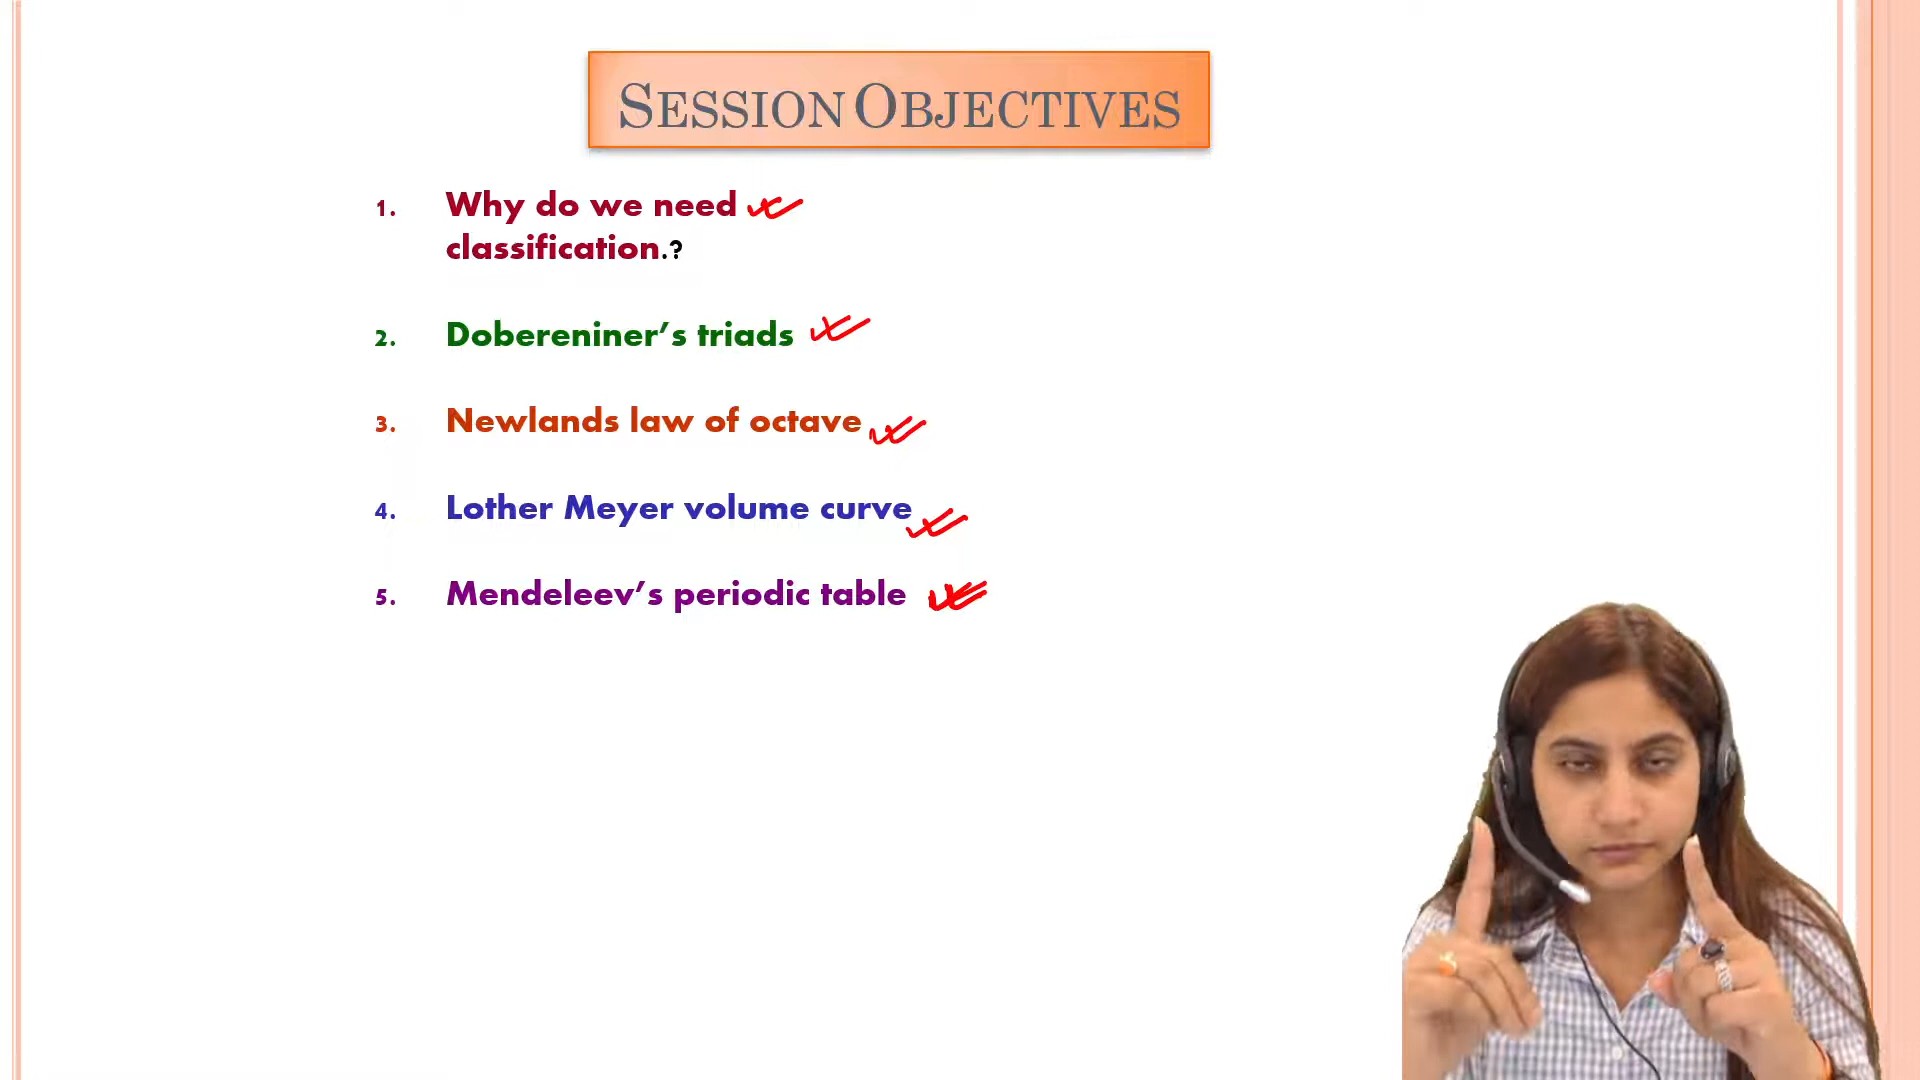 SESSION OBJECTIVES
1. Why do we need
classification.?
2. Dobereniner’s triads
3. Newlands law of octave
4. Lother Meyer volume curve
5. Mendeleev’s periodic table